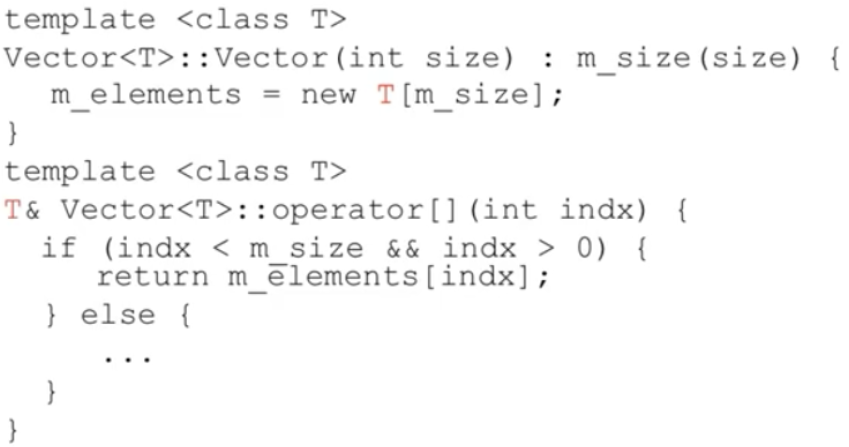 template <class T>
Vector<T>::Vector(int size) : m_size(size) {
m_elements = new T[m_size];
}
template <class T>
T& Vector<T>::operator[](int indx) {
if (indx < m_size && indx > 0) {
return m_elements[indx];
} else {
...
}
}